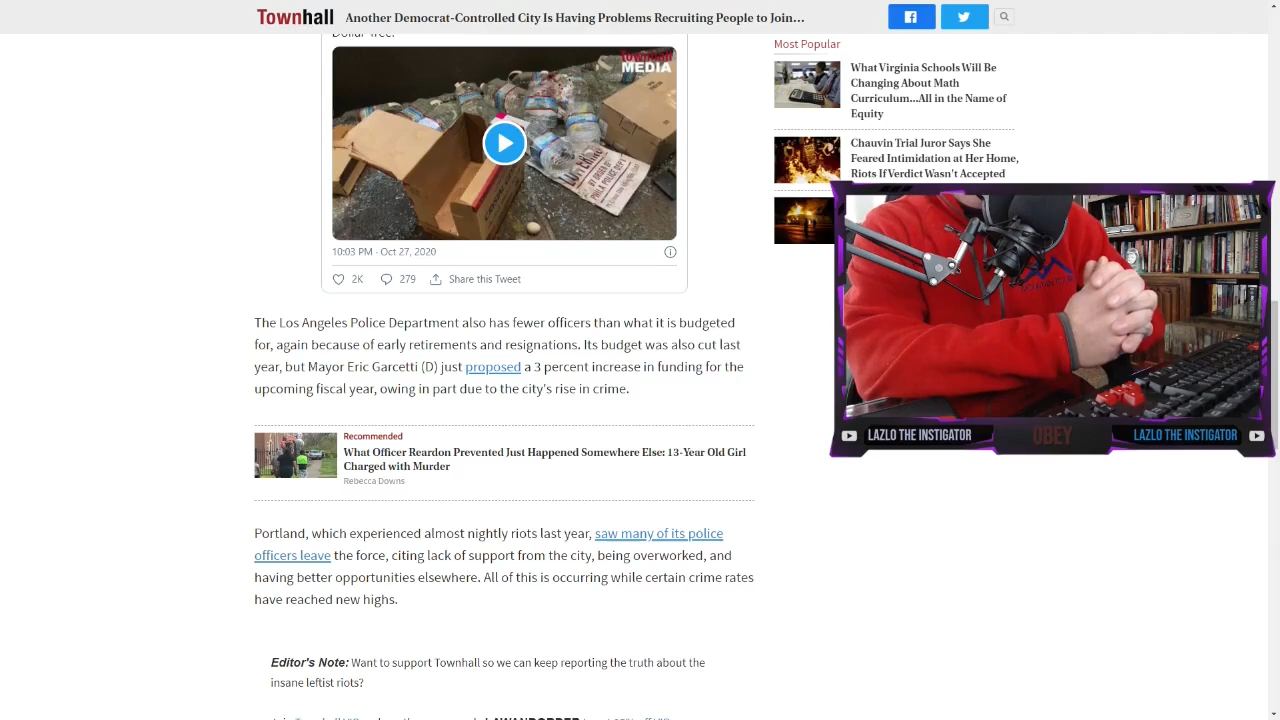 Townhall
Another Democrat-Controlled City Is Having Problems Recruiting People to Join...
Dollar Tree.
Townhall
MEDIA
10:03 PM · Oct 27, 2020
2K
279
Share this Tweet
The Los Angeles Police Department also has fewer officers than what it is budgeted
for, again because of early retirements and resignations. Its budget was also cut last
year, but Mayor Eric Garcetti (D) just proposed a 3 percent increase in funding for the
upcoming fiscal year, owing in part due to the city's rise in crime.
Recommended
What Officer Reardon Prevented Just Happened Somewhere Else: 13-Year Old Girl
Charged with Murder
Rebecca Downs
Portland, which experienced almost nightly riots last year, saw many of its police
officers leave the force, citing lack of support from the city, being overworked, and
having better opportunities elsewhere. All of this is occurring while certain crime rates
have reached new highs.
Editor's Note: Want to support Townhall so we can keep reporting the truth about the
insane leftist riots?
Most Popular
What Virginia Schools Will Be
Changing About Math
Curriculum...All in the Name of
Equity
Chauvin Trial Juror Says She
Feared Intimidation at Her Home,
Riots If Verdict Wasn't Accepted
LAZLO THE INSTIGATOR
OBEY
LAZLO THE INSTIGATOR